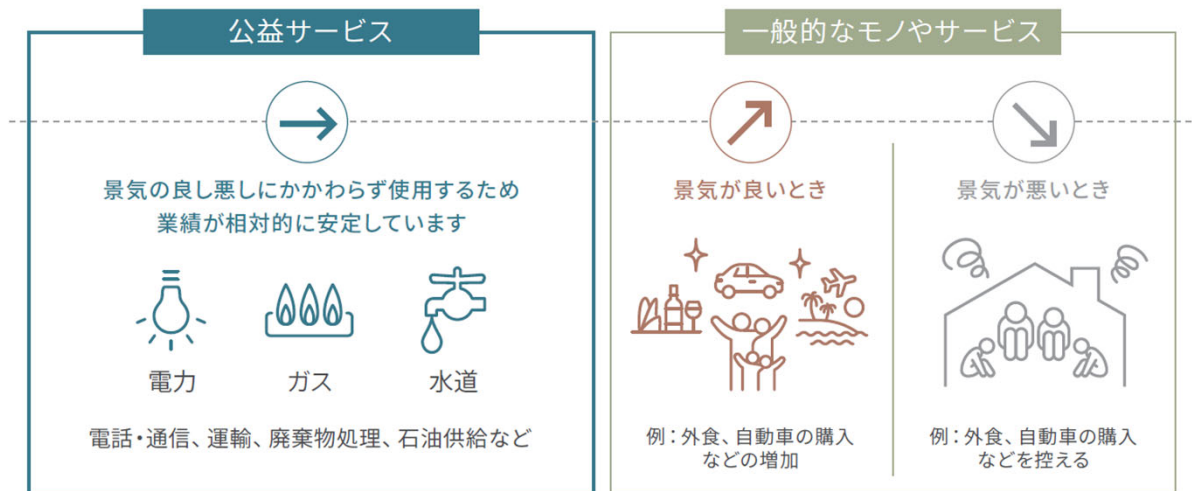 公益サービス
景気の良し悪しにかかわらず使用するため
業績が相対的に安定しています
電力
ガス
水道
電話・通信、運輸、廃棄物処理、石油供給など
一般的なモノやサービス
景気が良いとき
例：外食、自動車の購入
などの増加
景気が悪いとき
例：外食、自動車の購入
などを控える